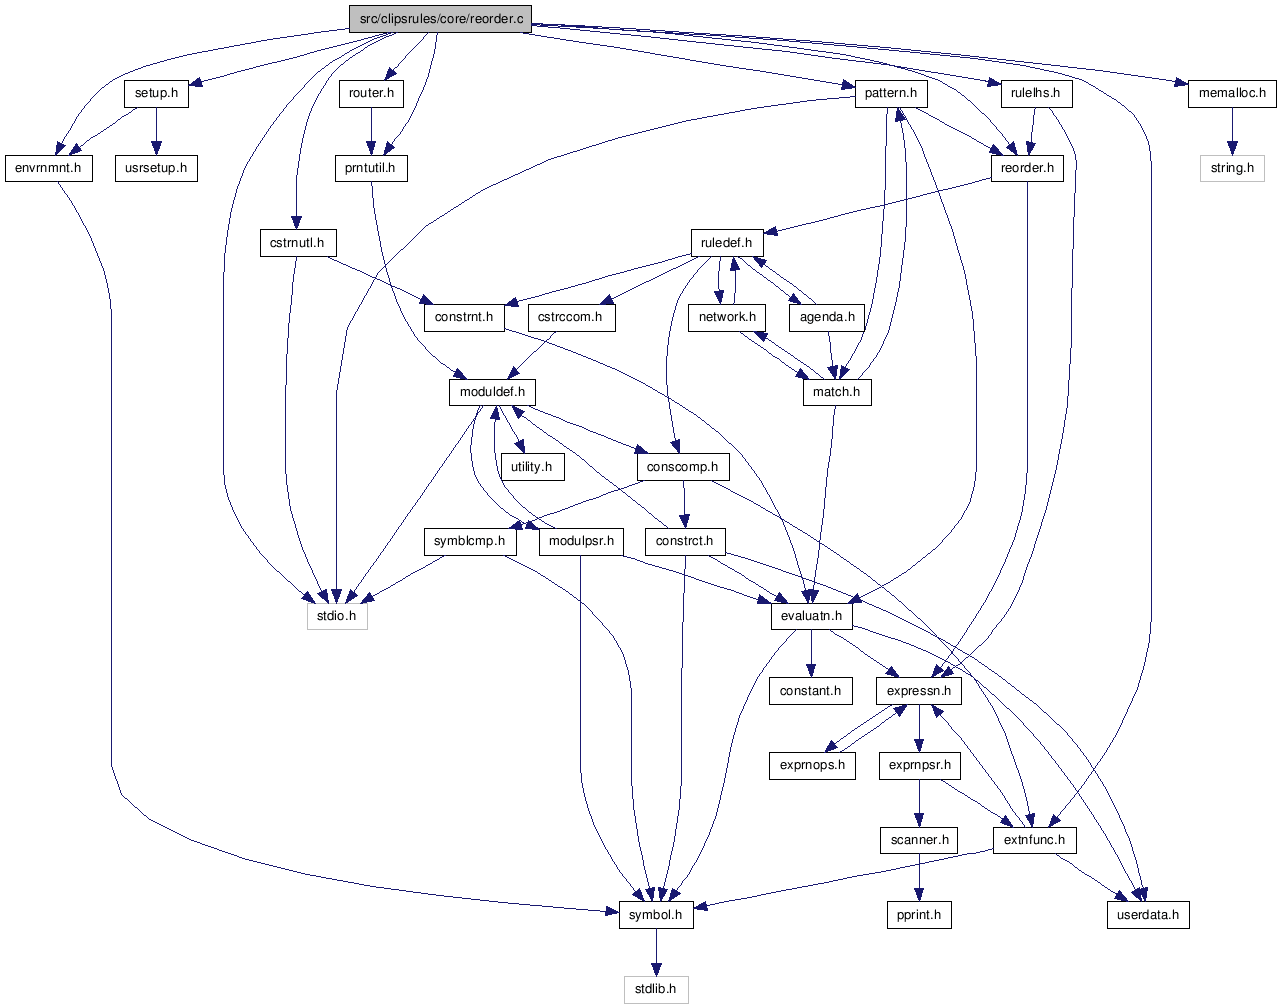 src/clipsrules/core/reorder.c
setup.h
router.h
pattern.h
rulelhs.h
memalloc.h
envrnmnt.h
usrsetup.h
prntutil.h
reorder.h
string.h
cstrnutl.h
ruledef.h
constrnt.h
cstrccom.h
network.h
agenda.h
moduldef.h
match.h
utility.h
conscomp.h
symblcmp.h
modulpsr.h
constrct.h
stdio.h
evaluatn.h
constant.h
expressn.h
exprnops.h
exprnpsr.h
scanner.h
extnfunc.h
symbol.h
pprint.h
userdata.h
stdlib.h